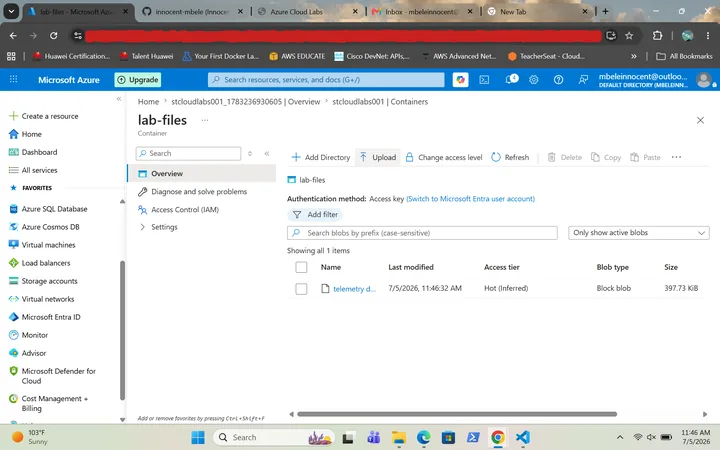 lab-files - Microsoft Azure
innocent-mbele (Innocen
Azure Cloud Labs
Inbox - mbeleinnocent@
New Tab
Huawei Certification...
Talent Huawei
Your First Docker La...
AWS EDUCATE
Cisco DevNet: APIs,...
AWS Advanced Net...
TeacherSeat - Cloud...
»
All Bookmarks
Microsoft Azure
Upgrade
Search resources, services, and docs (G+/)
mbeleinnocent@outloo...
DEFAULT DIRECTORY (MBELEINN...
Create a resource
Home
Dashboard
All services
FAVORITES
Azure SQL Database
Azure Cosmos DB
Virtual machines
Load balancers
Storage accounts
Virtual networks
Microsoft Entra ID
Monitor
Advisor
Microsoft Defender for
Cloud
Cost Management +
Billing
Home > stcloudlabs001_1783236930605 | Overview > stcloudlabs001 | Containers
lab-files ...
Container
Search
Overview
Diagnose and solve problems
Access Control (IAM)
Settings
Add or remove favorites by pressing Ctrl+Shift+F
Add Directory
Upload
Change access level
Refresh
Delete
Copy
Paste
...
lab-files
Authentication method: Access key (Switch to Microsoft Entra user account)
Add filter
Search blobs by prefix (case-sensitive)
Only show active blobs
Showing all 1 items
Name
Last modified
Access tier
Blob type
Size
telemetry d...
7/5/2026, 11:46:32 AM
Hot (Inferred)
Block blob
397.73 KiB
103°F
Sunny
Search
11:46 AM
7/5/2026